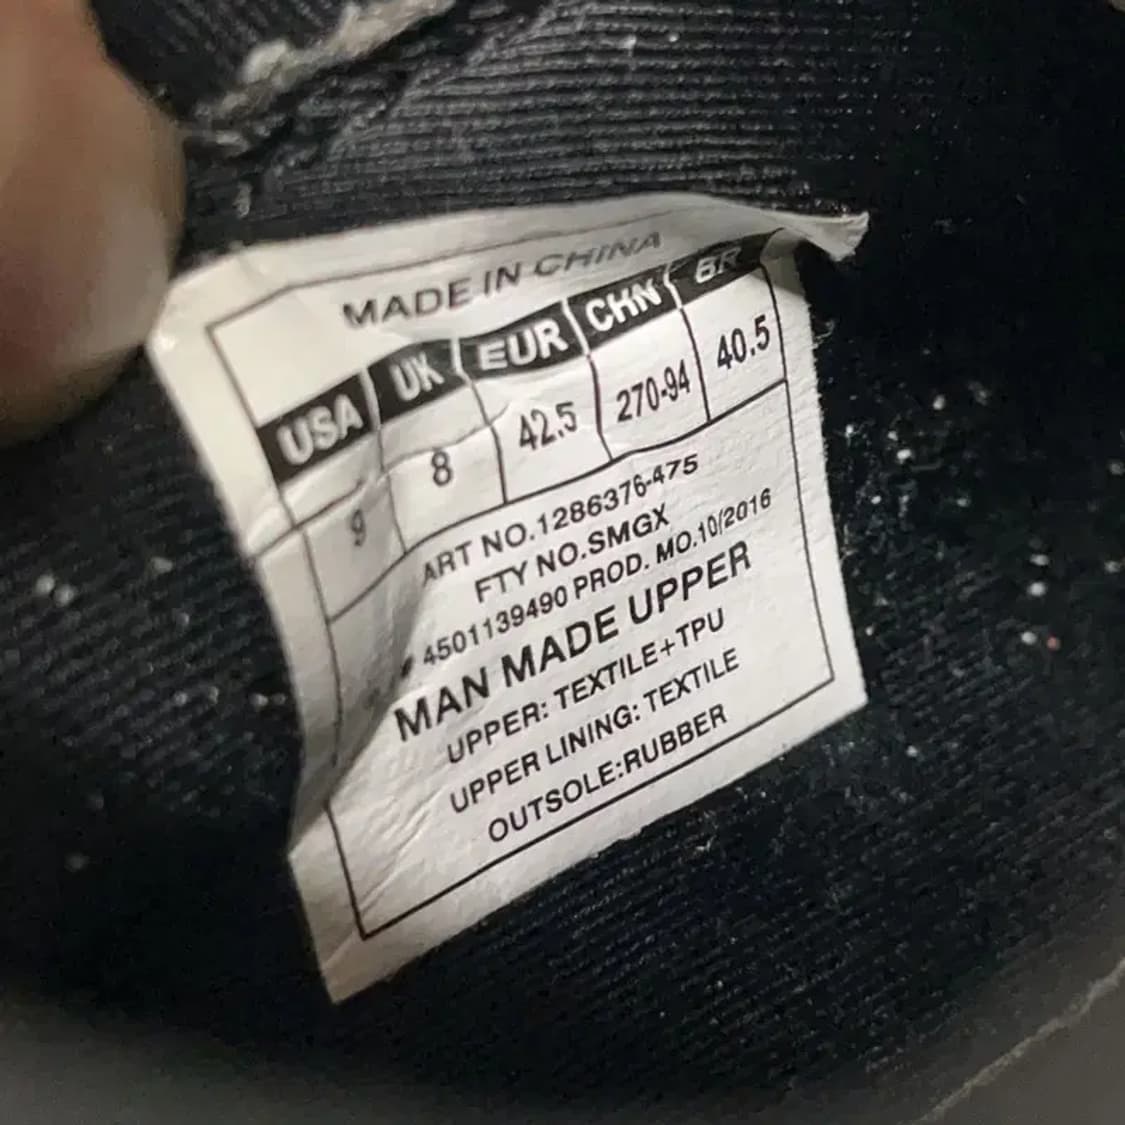 MADE IN CHINA
USA UK EUR CHN BR
9 8 42.5 270-94 40.5
ART NO.1286376-475
FTY NO.SMGX
# 4501139490 PROD. MO.10/2016
MAN MADE UPPER
UPPER: TEXTILE+TPU
UPPER LINING: TEXTILE
OUTSOLE:RUBBER